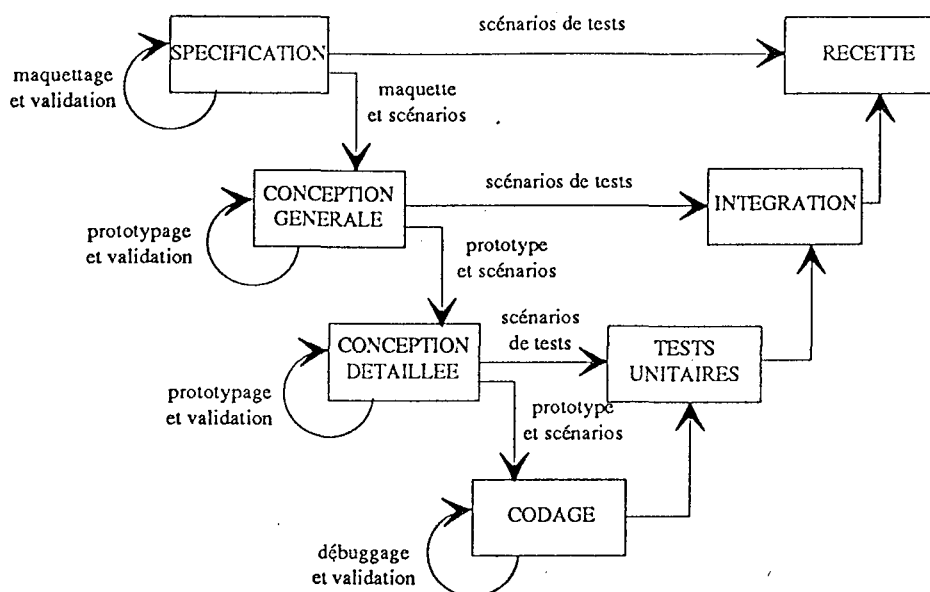 scénarios de tests
SPECIFICATION
RECETTE
maquettage
et validation
maquette
et scénarios
CONCEPTION
GENERALE
scénarios de tests
INTEGRATION
prototypage
et validation
prototype
et scénarios
CONCEPTION
DETAILLEE
scénarios
de tests
TESTS
UNITAIRES
prototypage
et validation
prototype
et scénarios
CODAGE
débuggage
et validation